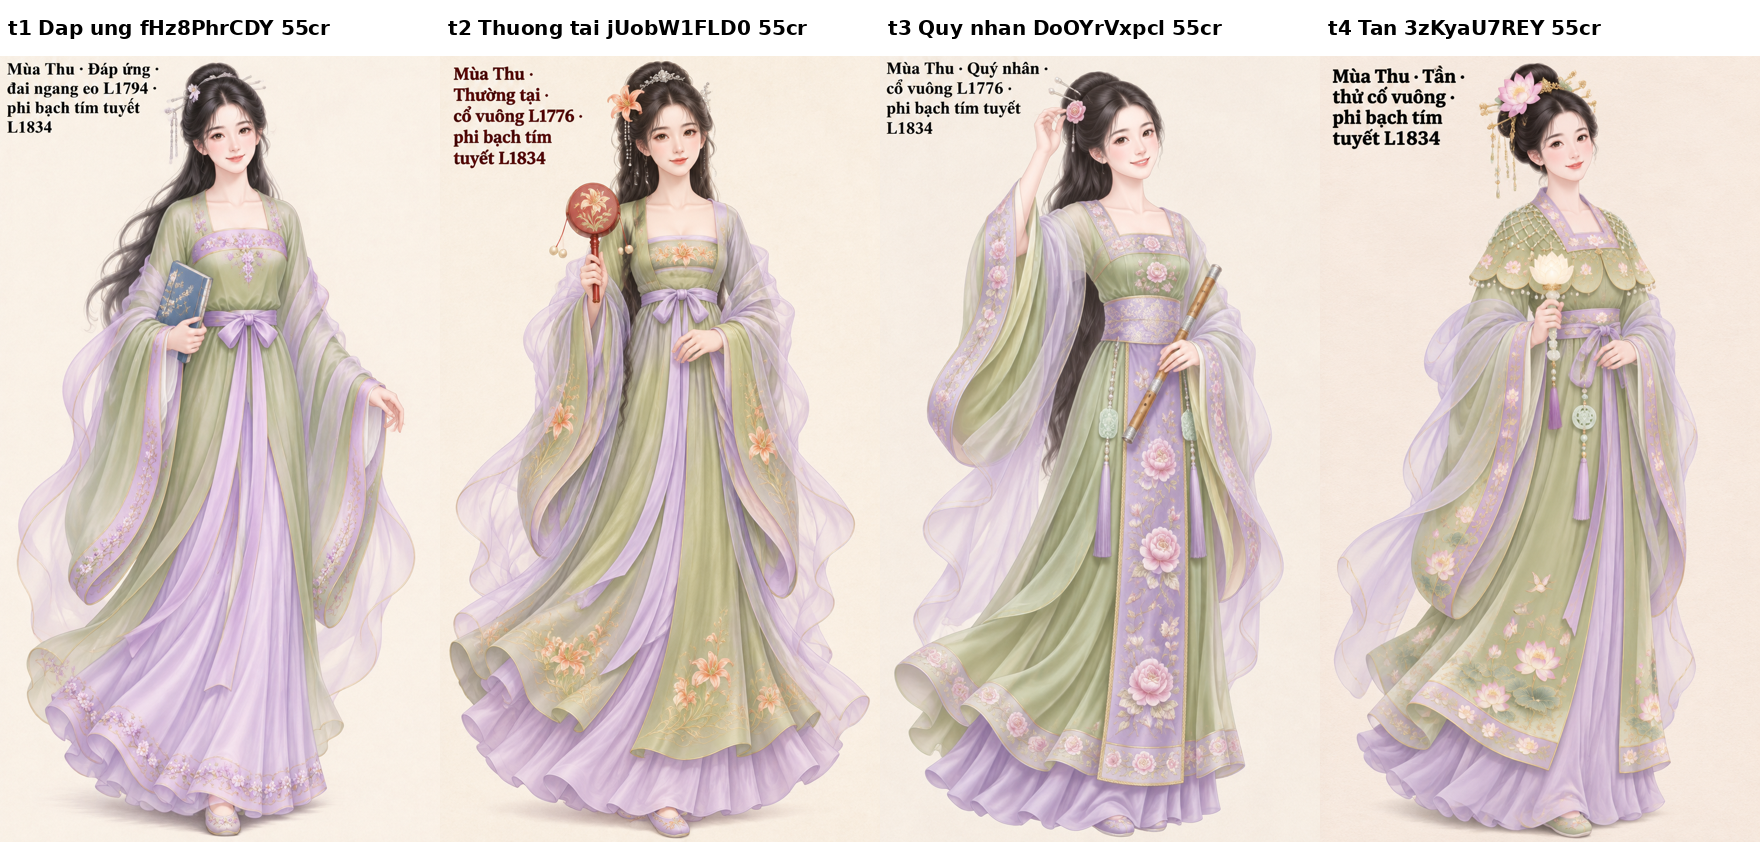 t1 Dap ung fHz8PhrCDY 55cr
t2 Thuong tai jUobW1FLD0 55cr
t3 Quy nhan DoOYrVxpcI 55cr
t4 Tan 3zKyaU7REY 55cr
Mùa Thu · Đáp ứng ·
đai ngang eo L1794 ·
phi bạch tím tuyết
L1834
Mùa Thu ·
Thường tại ·
cổ vuông L1776 ·
phi bạch tím
tuyết L1834
Mùa Thu · Quý nhân ·
cổ vuông L1776 ·
phi bạch tím tuyết
L1834
Mùa Thu · Tần ·
thử cố vuông ·
phi bạch tím
tuyết L1834